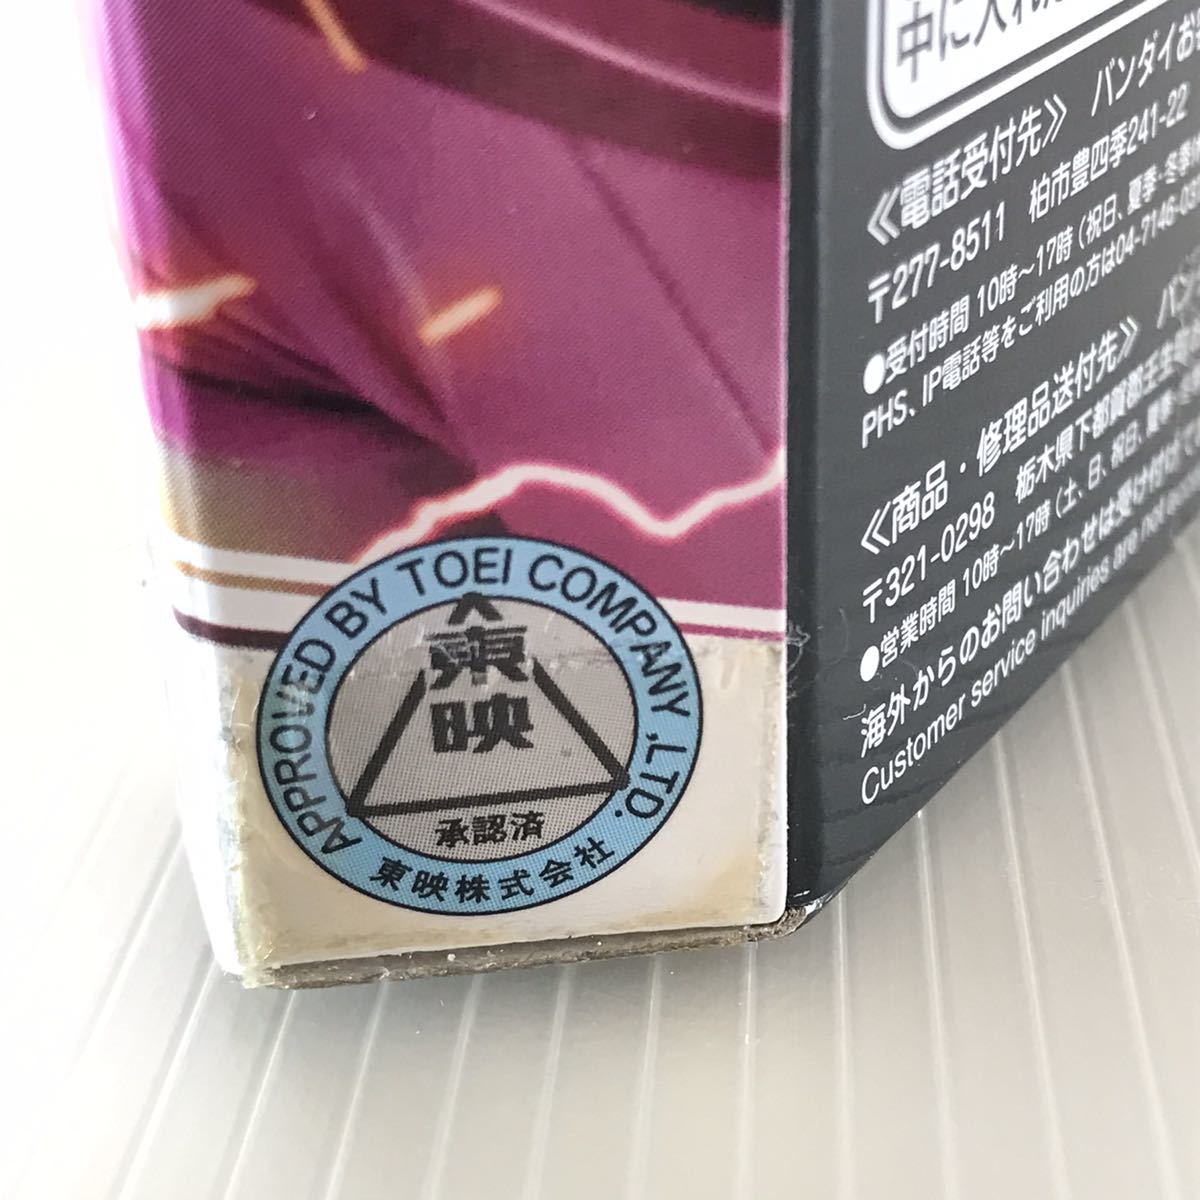 APPROVED BY TOEI COMPANY ,LTD.
東映
承認済
東映株式会社
中に入れた
≪電話受付先≫ バンダイお
〒277-8511 柏市豊四季241-22
●受付時間 10時～17時（祝日、夏季・冬季
PHS、IP電話等をご利用の方は04-7146-03
≪商品・修理品送付先≫ バン
〒321-0298 栃木県下都賀郡壬生町
●営業時間 10時～17時（土、日、祝日、夏季・
海外からのお問い合わせは受け付けて
Customer service inquiries are not